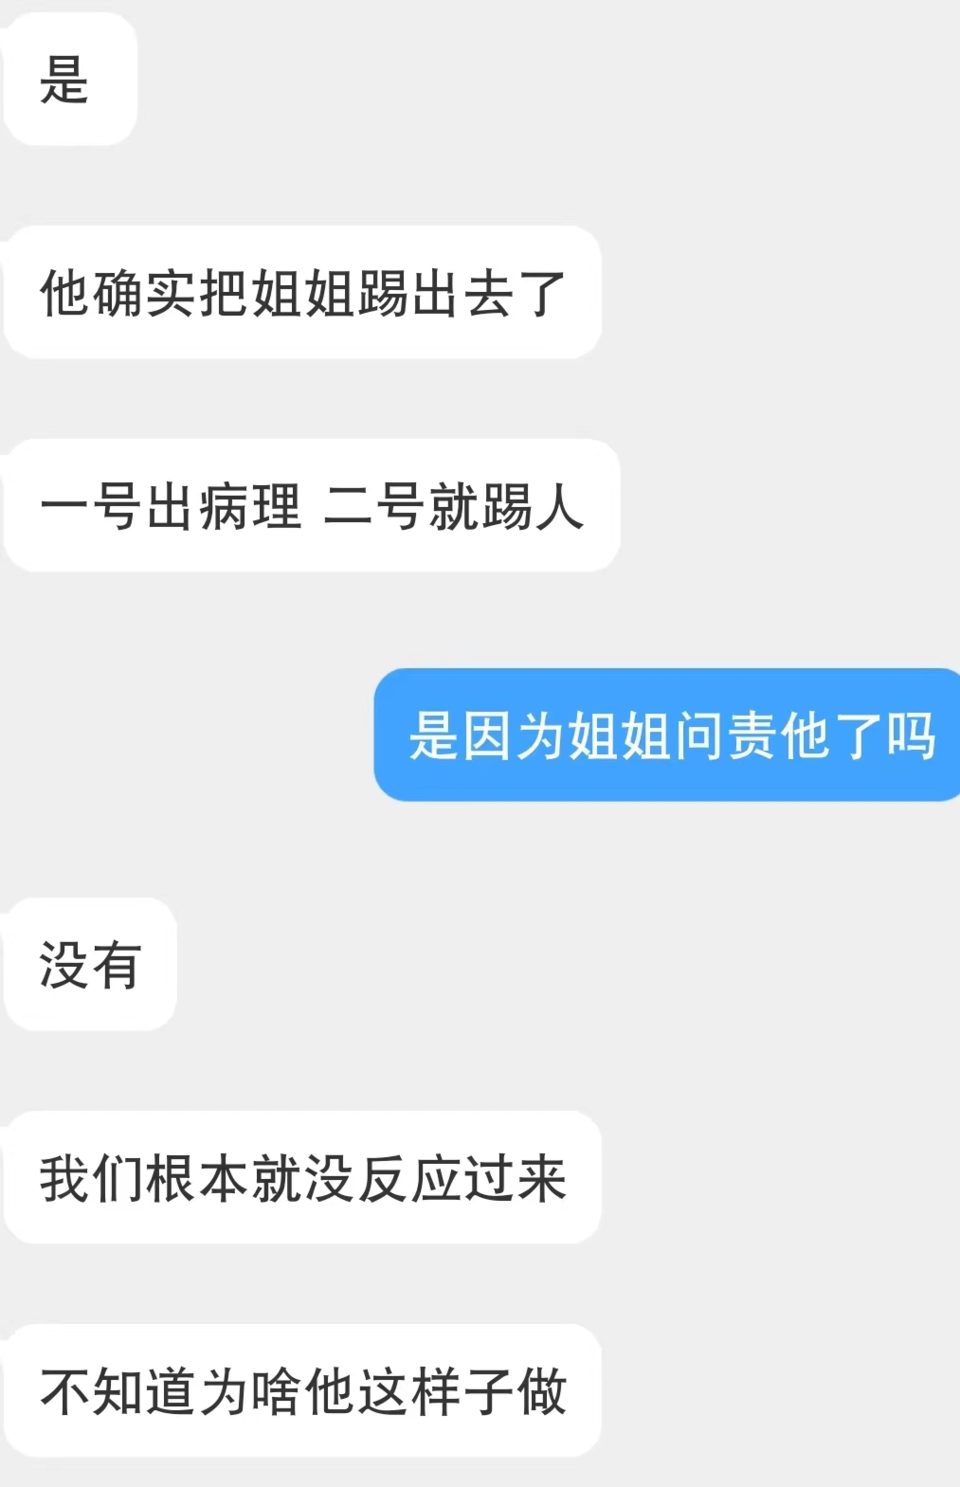 是
他确实把姐姐踢出去了
一号出病理 二号就踢人
是因为姐姐问责他了吗
没有
我们根本就没反应过来
不知道为啥他这样子做